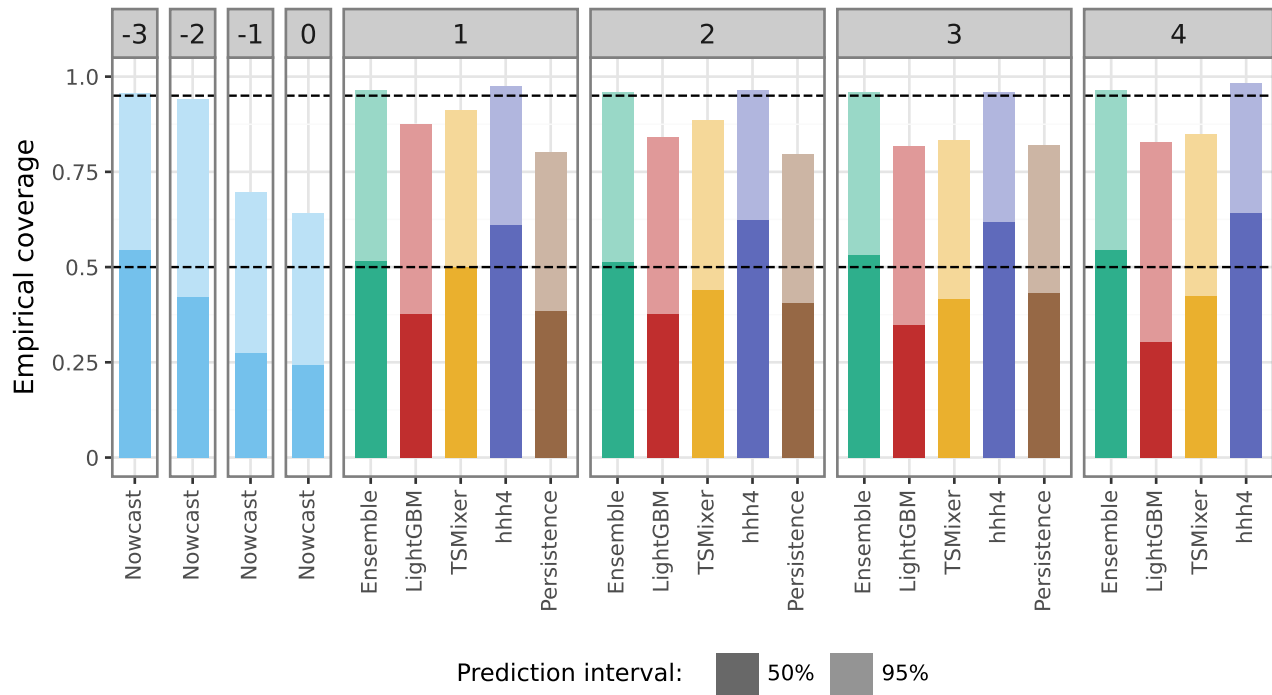 -3 -2 -1 0 1 2 3 4
1.0
0.75
0.5
0.25
0
Empirical coverage
Nowcast Nowcast Nowcast Nowcast Ensemble LightGBM TSMixer hhh4 Persistence Ensemble LightGBM TSMixer hhh4 Persistence Ensemble LightGBM TSMixer hhh4 Persistence Ensemble LightGBM TSMixer hhh4
Prediction interval: 50% 95%